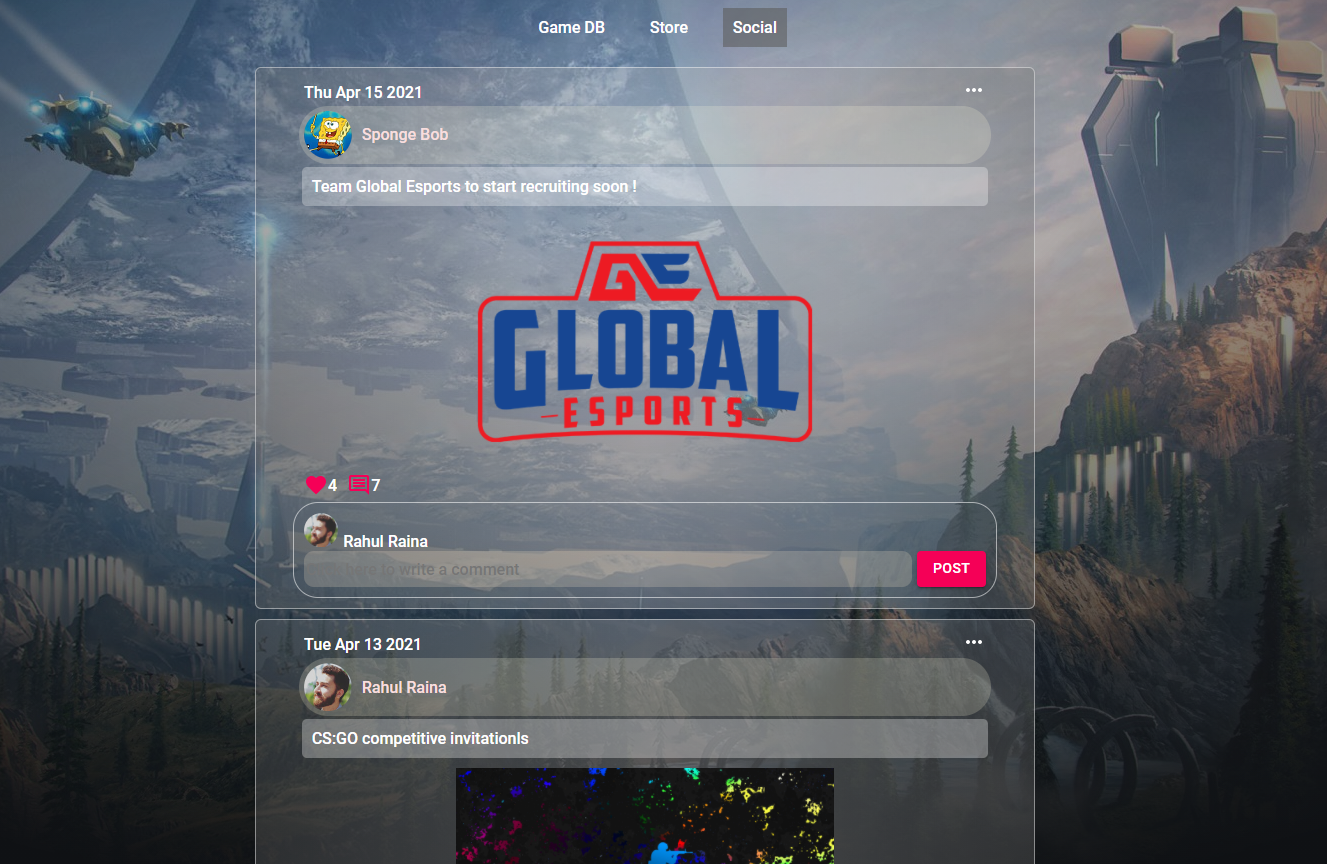 Game DB Store Social
Thu Apr 15 2021
Sponge Bob
Team Global Esports to start recruiting soon !
GE
GLOBAL
ESPORTS
4 7
Rahul Raina
here to write a comment
POST
Tue Apr 13 2021
Rahul Raina
CS:GO competitive invitationls